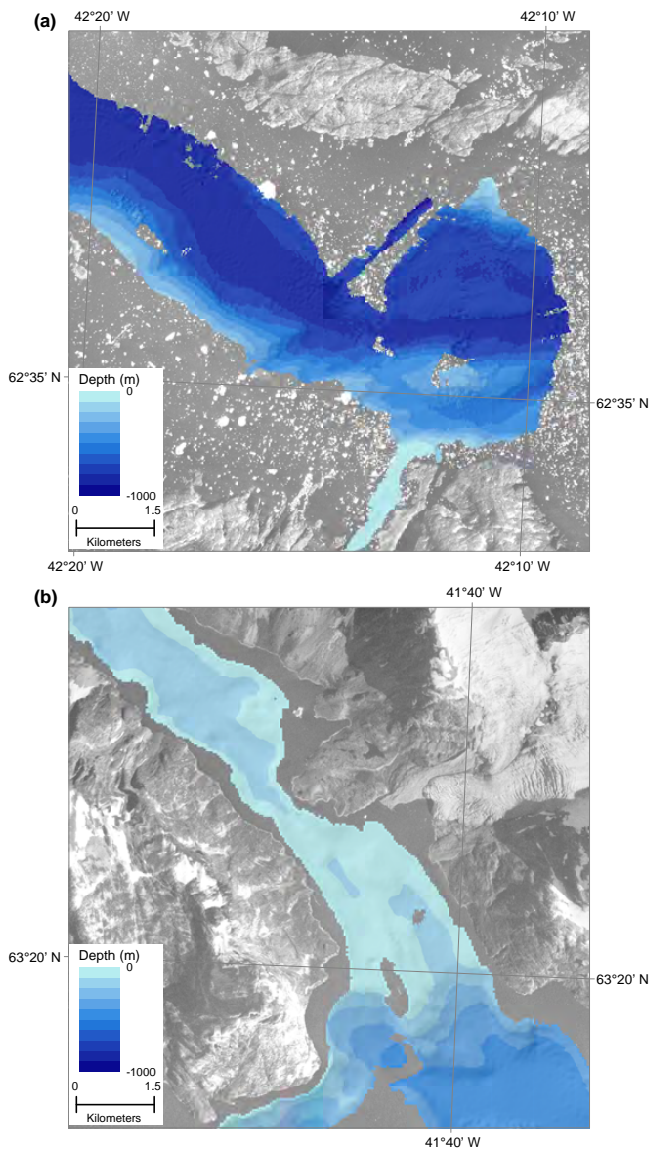 (a)
42°20' W
42°10' W
62°35' N
62°35' N
Depth (m)
0
-1000
0
1.5
Kilometers
42°20' W
42°10' W
(b)
41°40' W
63°20' N
63°20' N
Depth (m)
0
-1000
0
1.5
Kilometers
41°40' W